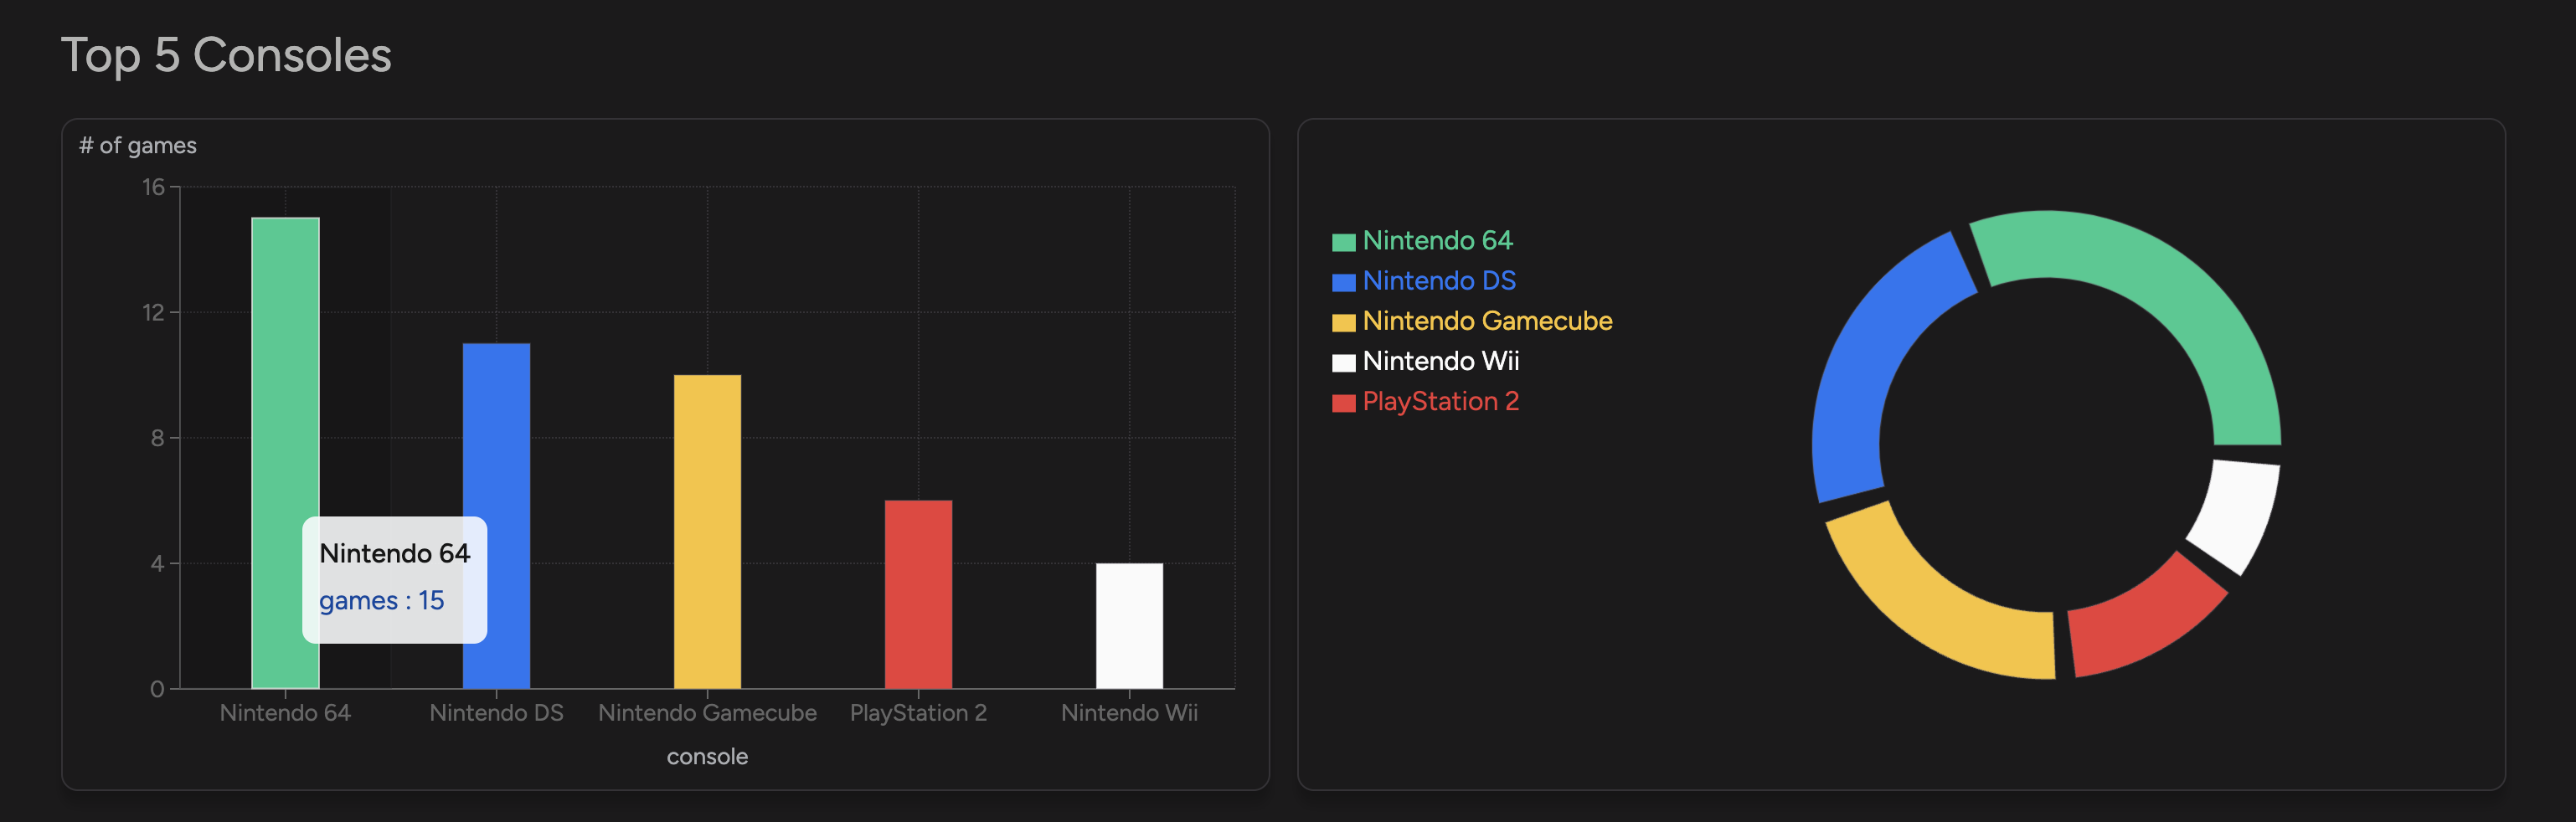 Top 5 Consoles
# of games
16
12
8
4
0
Nintendo 64
games : 15
Nintendo 64
Nintendo DS
Nintendo Gamecube
PlayStation 2
Nintendo Wii
console
Nintendo 64
Nintendo DS
Nintendo Gamecube
Nintendo Wii
PlayStation 2